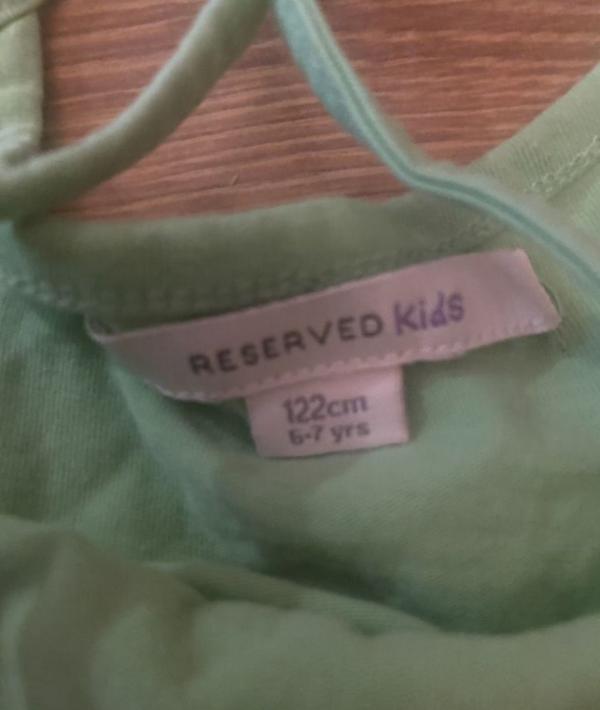 RESERVED Kids
122cm
6-7 yrs